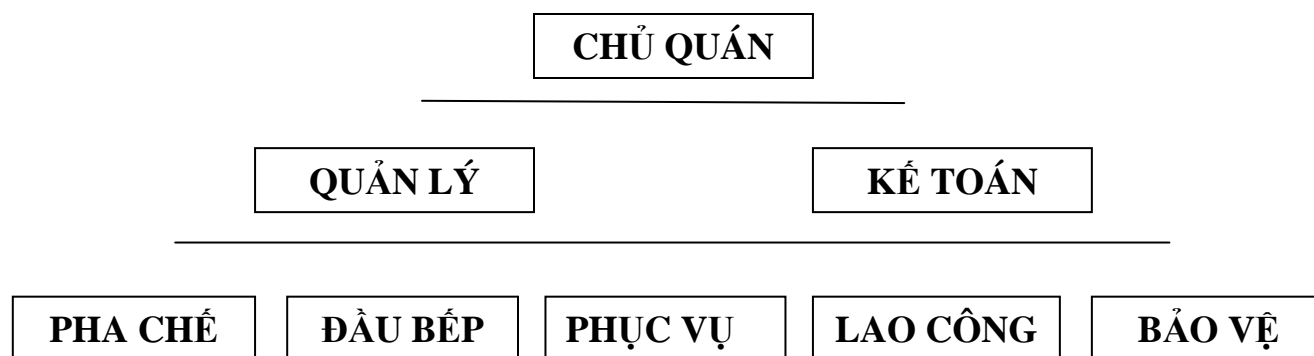 CHỦ QUÁN
QUẢN LÝ KẾ TOÁN
PHA CHẾ ĐẦU BẾP PHỤC VỤ LAO CÔNG BẢO VỆ